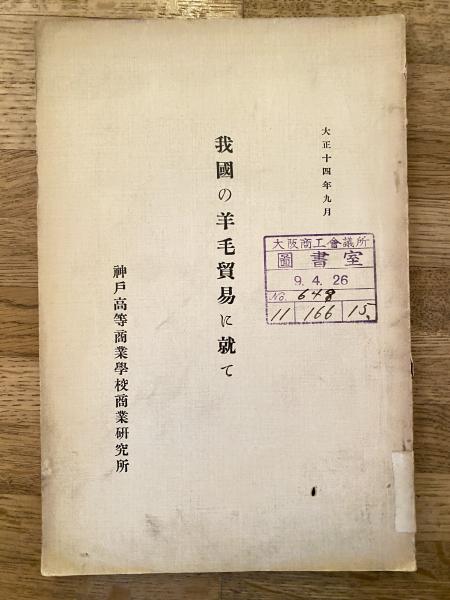 大正十四年九月
我國の羊毛貿易に就て
神戸高等商業學校商業研究所
大阪商工會議所
圖書室
9.4.26
No. 648
11 166 15